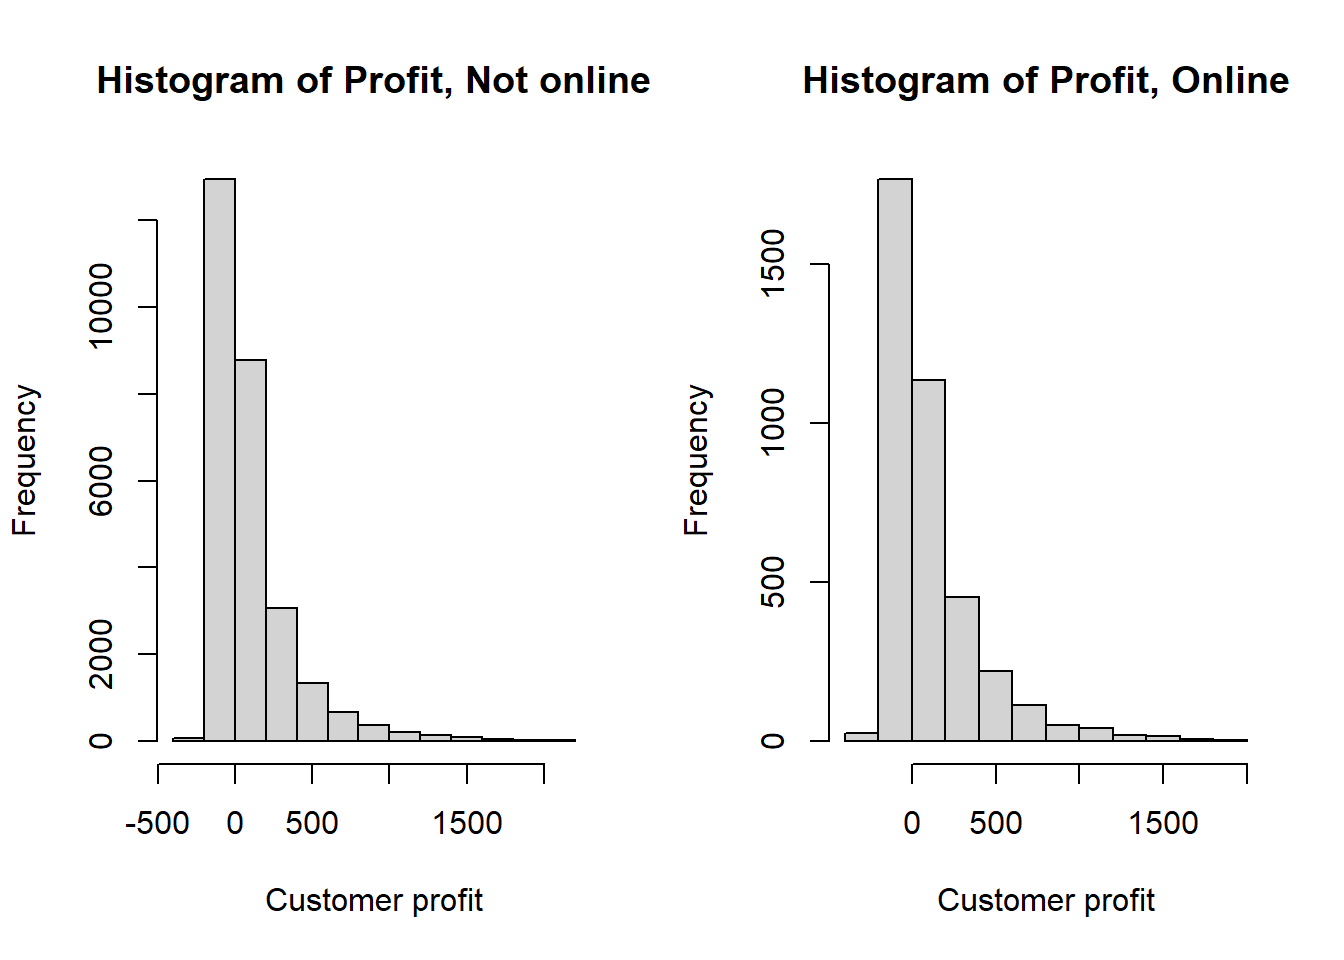 Histogram of Profit, Not online
Frequency
10000
6000
2000
0
-500 0 500 1500
Customer profit
Histogram of Profit, Online
Frequency
1500
1000
500
0
0 500 1500
Customer profit